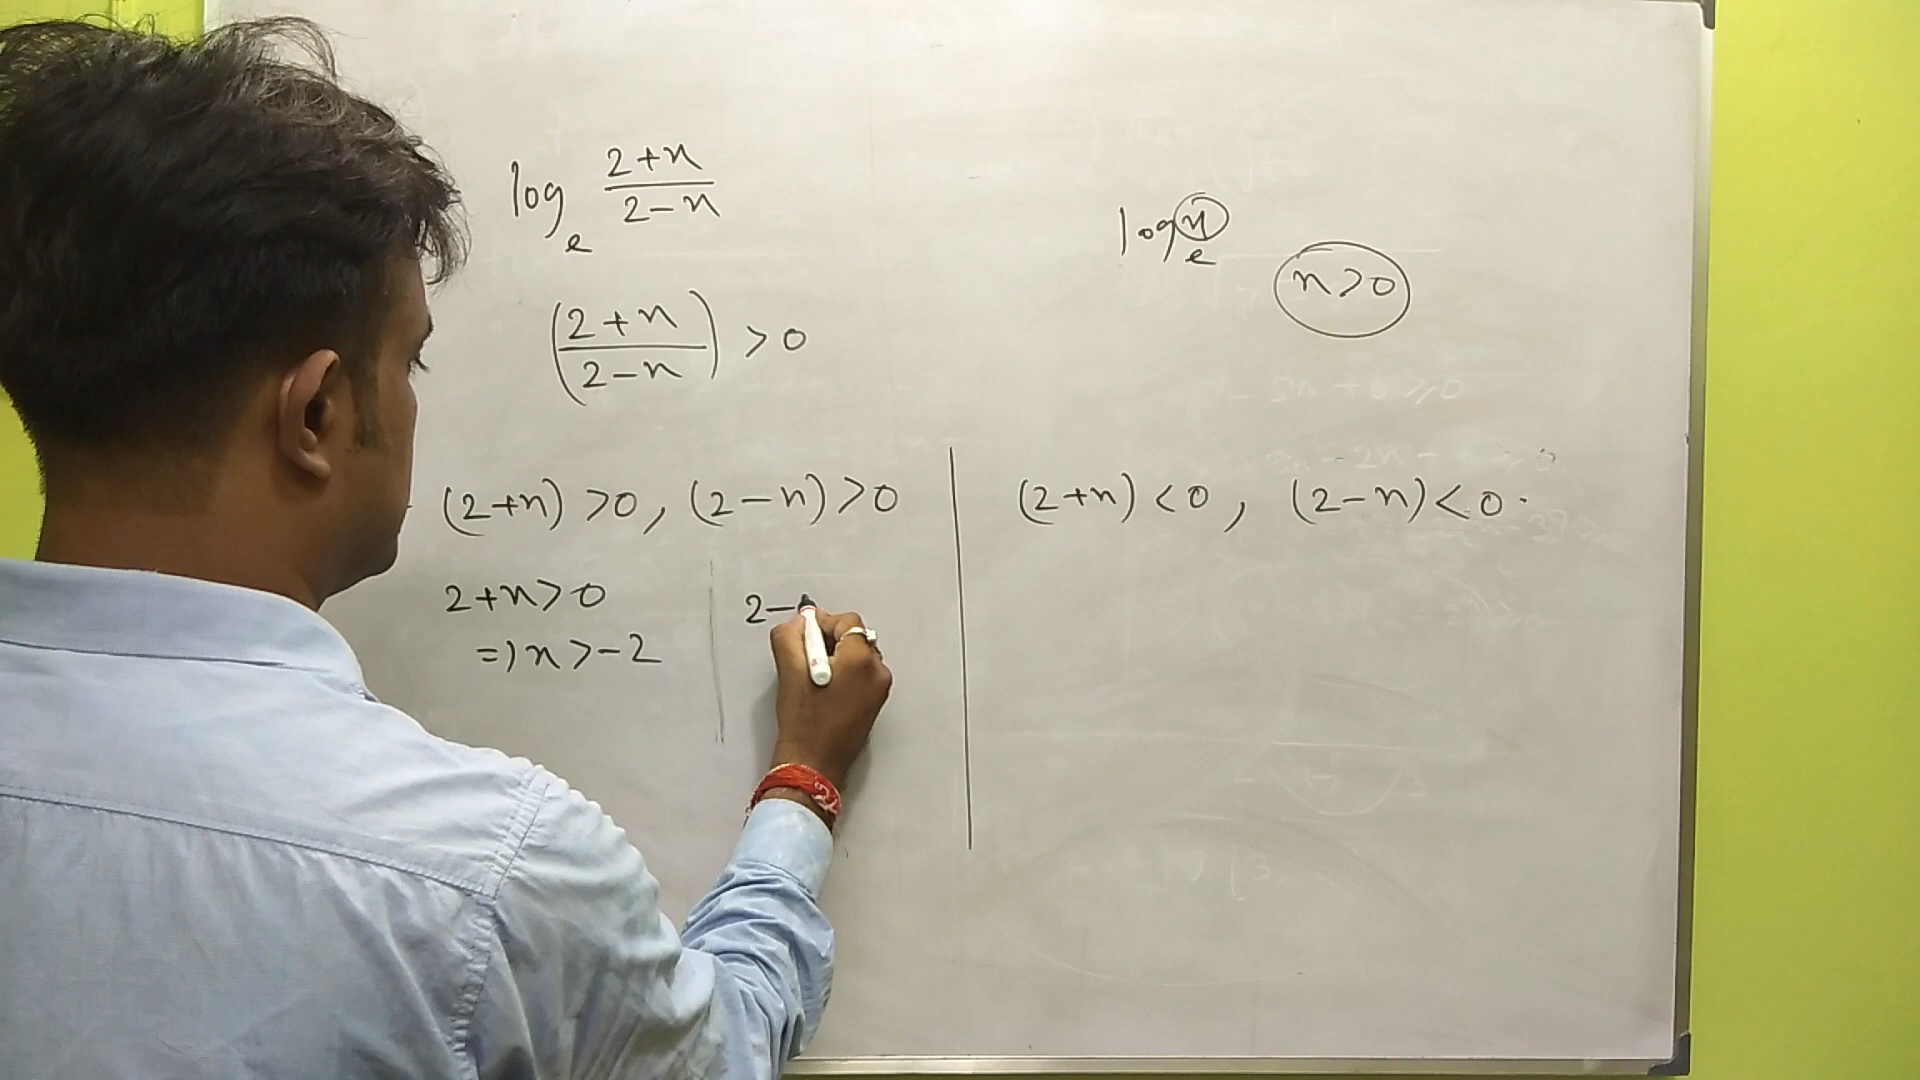 log_e (2+x)/(2-x)
log_e x
x>0
((2+x)/(2-x)) >0
(2+x)>0, (2-x)>0
(2+x)<0, (2-x)<0.
2+x>0
=> x>-2
2-